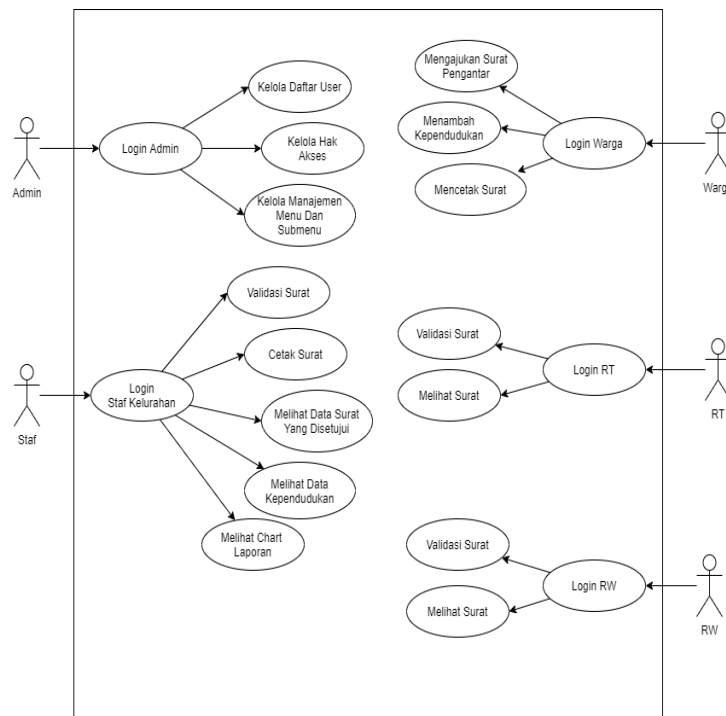 Mengajukan Surat
Pengantar
Kelola Daftar User
Menambah
Kependudukan
Login Admin
Kelola Hak
Akses
Login Warga
Admin
Mencetak Surat
Warg
Kelola Manajemen
Menu Dan
Submenu
Validasi Surat
Validasi Surat
Cetak Surat
Login RT
Login
Staf Kelurahan
Melihat Surat
Staf
Melihat Data Surat
Yang Disetujui
RT
Melihat Data
Kependudukan
Melihat Chart
Laporan
Validasi Surat
Login RW
Melihat Surat
RW